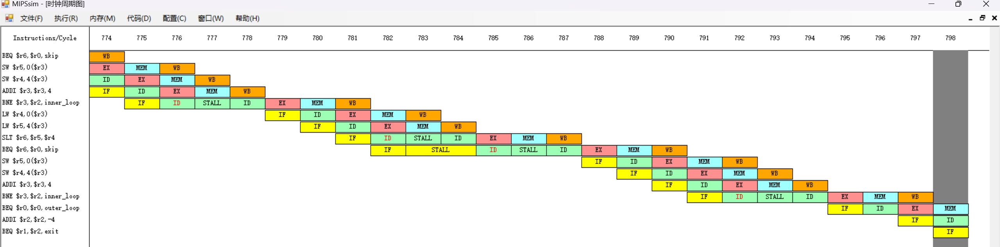 MIPSsim - [时钟周期图]
文件(F) 执行(R) 内存(M) 代码(D) 配置(C) 窗口(W) 帮助(H)
Instructions/Cycle 774 775 776 777 778 779 780 781 782 783 784 785 786 787 788 789 790 791 792 793 794 795 796 797 798
BEQ $r6,$r0,skip WB
SW $r5,0($r3) EX MEM WB
SW $r4,4($r3) ID EX MEM WB
ADDI $r3,$r3,4 IF ID EX MEM WB
BNE $r3,$r2,inner_loop IF ID STALL ID EX MEM WB
LW $r4,0($r3) IF ID EX MEM WB
LW $r5,4($r3) IF ID EX MEM WB
SLT $r6,$r5,$r4 IF ID STALL ID EX MEM WB
BEQ $r6,$r0,skip IF STALL ID STALL ID EX MEM WB
SW $r5,0($r3) IF ID EX MEM WB
SW $r4,4($r3) IF ID EX MEM WB
ADDI $r3,$r3,4 IF ID EX MEM WB
BNE $r3,$r2,inner_loop IF ID STALL ID EX MEM WB
BEQ $r0,$r0,outer_loop IF ID EX MEM
ADDI $r2,$r2,-4 IF ID
BEQ $r1,$r2,exit IF